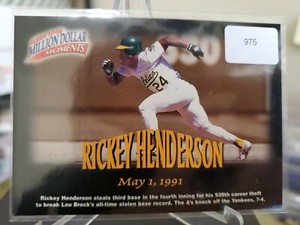 MILLION DOLLAR
MOMENTS
975
A's
24
RICKEY HENDERSON
May 1, 1991
Rickey Henderson steals third base in the fourth inning for his 939th career theft
to break Lou Brock's all-time stolen base record. The A's knock off the Yankees, 7-4.